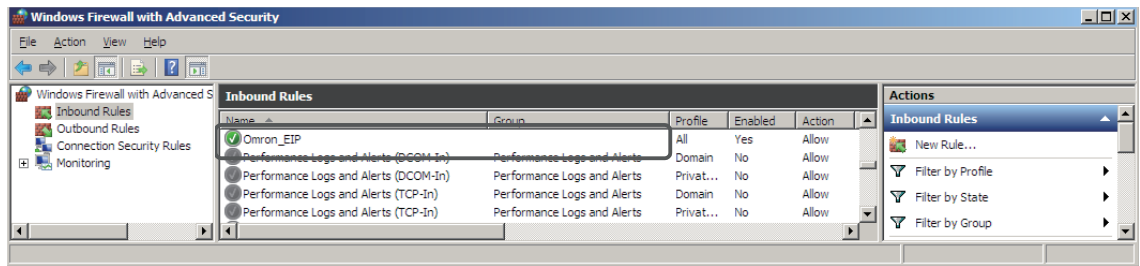 Windows Firewall with Advanced Security
File Action View Help
Windows Firewall with Advanced S
Inbound Rules
Outbound Rules
Connection Security Rules
Monitoring
Inbound Rules
Name Group Profile Enabled Action
Omron_EIP All Yes Allow
Performance Logs and Alerts (DCOM-In) Performance Logs and Alerts Domain No Allow
Performance Logs and Alerts (DCOM-In) Performance Logs and Alerts Privat... No Allow
Performance Logs and Alerts (TCP-In) Performance Logs and Alerts Domain No Allow
Performance Logs and Alerts (TCP-In) Performance Logs and Alerts Privat... No Allow
Actions
Inbound Rules
New Rule...
Filter by Profile
Filter by State
Filter by Group